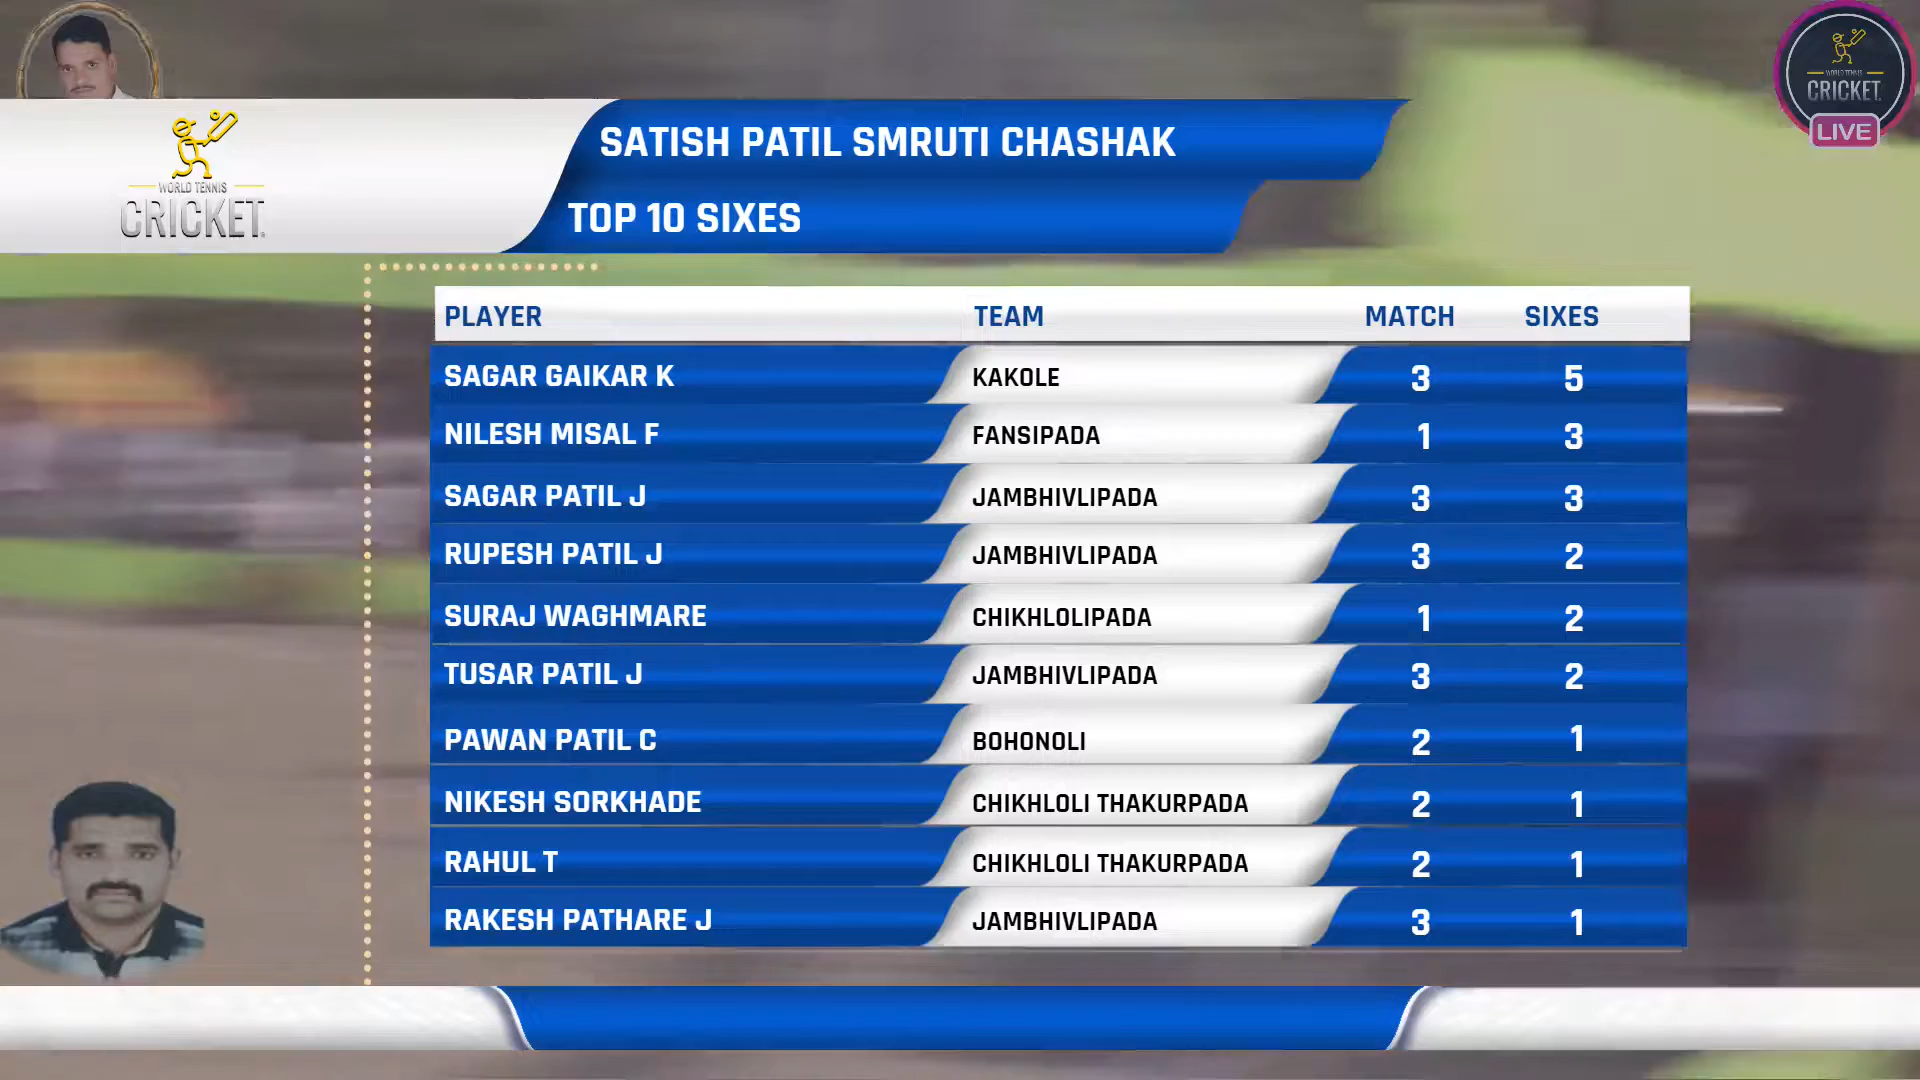 WORLD TENNIS
CRICKET
LIVE
WORLD TENNIS
CRICKET
SATISH PATIL SMRUTI CHASHAK
TOP 10 SIXES
PLAYER TEAM MATCH SIXES
SAGAR GAIKAR K KAKOLE 3 5
NILESH MISAL F FANSIPADA 1 3
SAGAR PATIL J JAMBHIVLIPADA 3 3
RUPESH PATIL J JAMBHIVLIPADA 3 2
SURAJ WAGHMARE CHIKHLOLIPADA 1 2
TUSAR PATIL J JAMBHIVLIPADA 3 2
PAWAN PATIL C BOHONOLI 2 1
NIKESH SORKHADE CHIKHLOLI THAKURPADA 2 1
RAHUL T CHIKHLOLI THAKURPADA 2 1
RAKESH PATHARE J JAMBHIVLIPADA 3 1